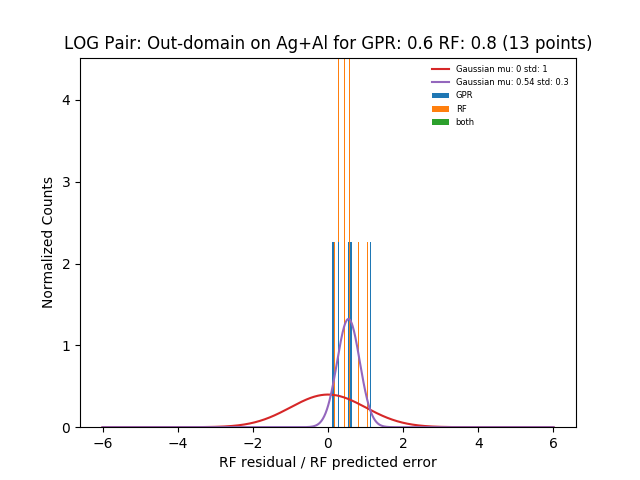 LOG Pair: Out-domain on Ag+Al for GPR: 0.6 RF: 0.8 (13 points)
Gaussian mu: 0 std: 1
Gaussian mu: 0.54 std: 0.3
GPR
RF
both
Normalized Counts
4
3
2
1
0
−6
−4
−2
0
2
4
6
RF residual / RF predicted error